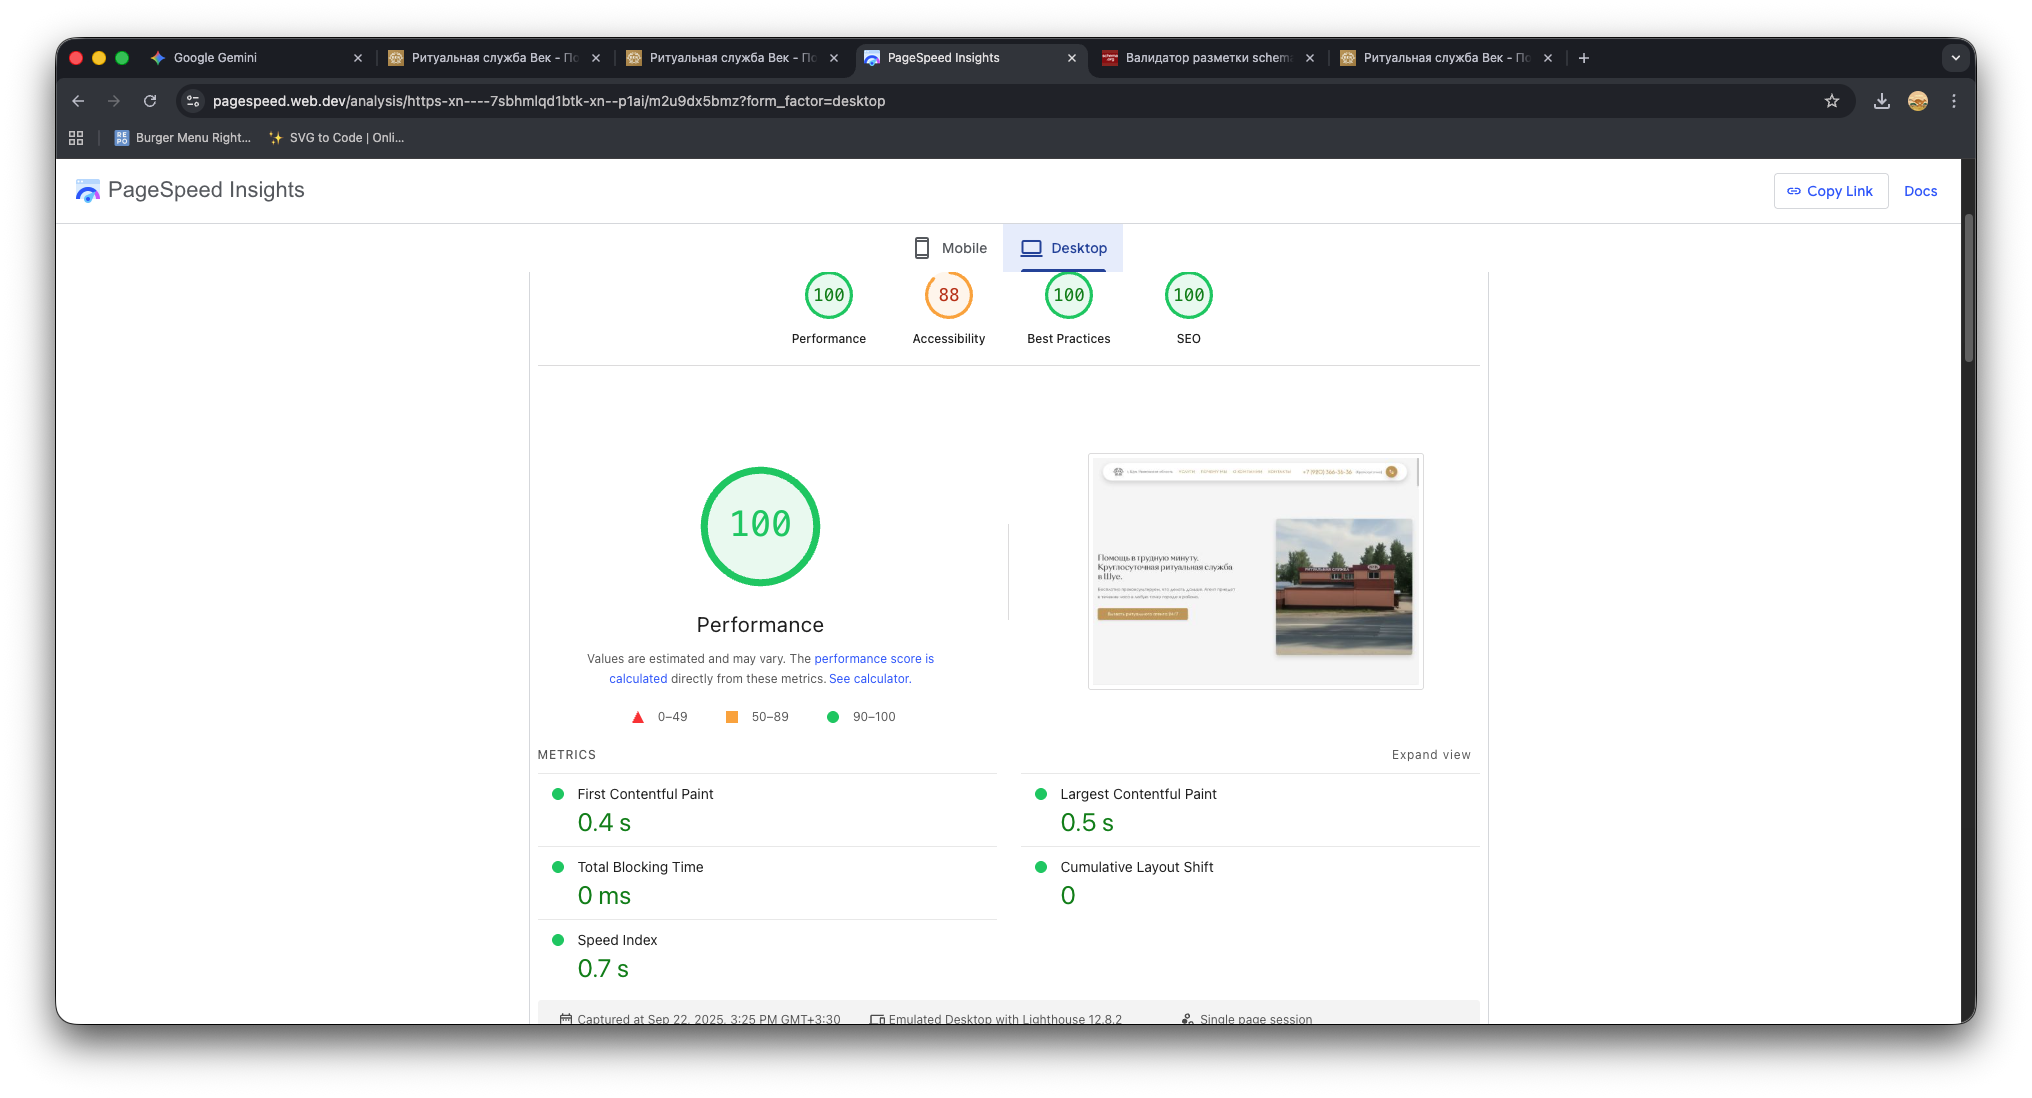 Google Gemini
Ритуальная служба Век - По
Ритуальная служба Век - По
PageSpeed Insights
Валидатор разметки schema
Ритуальная служба Век - По
pagespeed.web.dev/analysis/https-xn----7sbhmlqd1btk-xn--p1ai/m2u9dx5bmz?form_factor=desktop
Burger Menu Right...
SVG to Code | Onli...
PageSpeed Insights
Copy Link
Docs
Mobile
Desktop
100
88
100
100
Performance
Accessibility
Best Practices
SEO
100
Performance
Values are estimated and may vary. The performance score is
calculated directly from these metrics. See calculator.
0–49
50–89
90–100
+7 (980) 566-36-36
Помощь в трудную минуту.
Круглосуточная ритуальная служба
в Шуе.
METRICS
Expand view
First Contentful Paint
0.4 s
Largest Contentful Paint
0.5 s
Total Blocking Time
0 ms
Cumulative Layout Shift
0
Speed Index
0.7 s
Captured at Sep 22, 2025, 3:25 PM GMT+3:30
Emulated Desktop with Lighthouse 12.8.2
Single page session